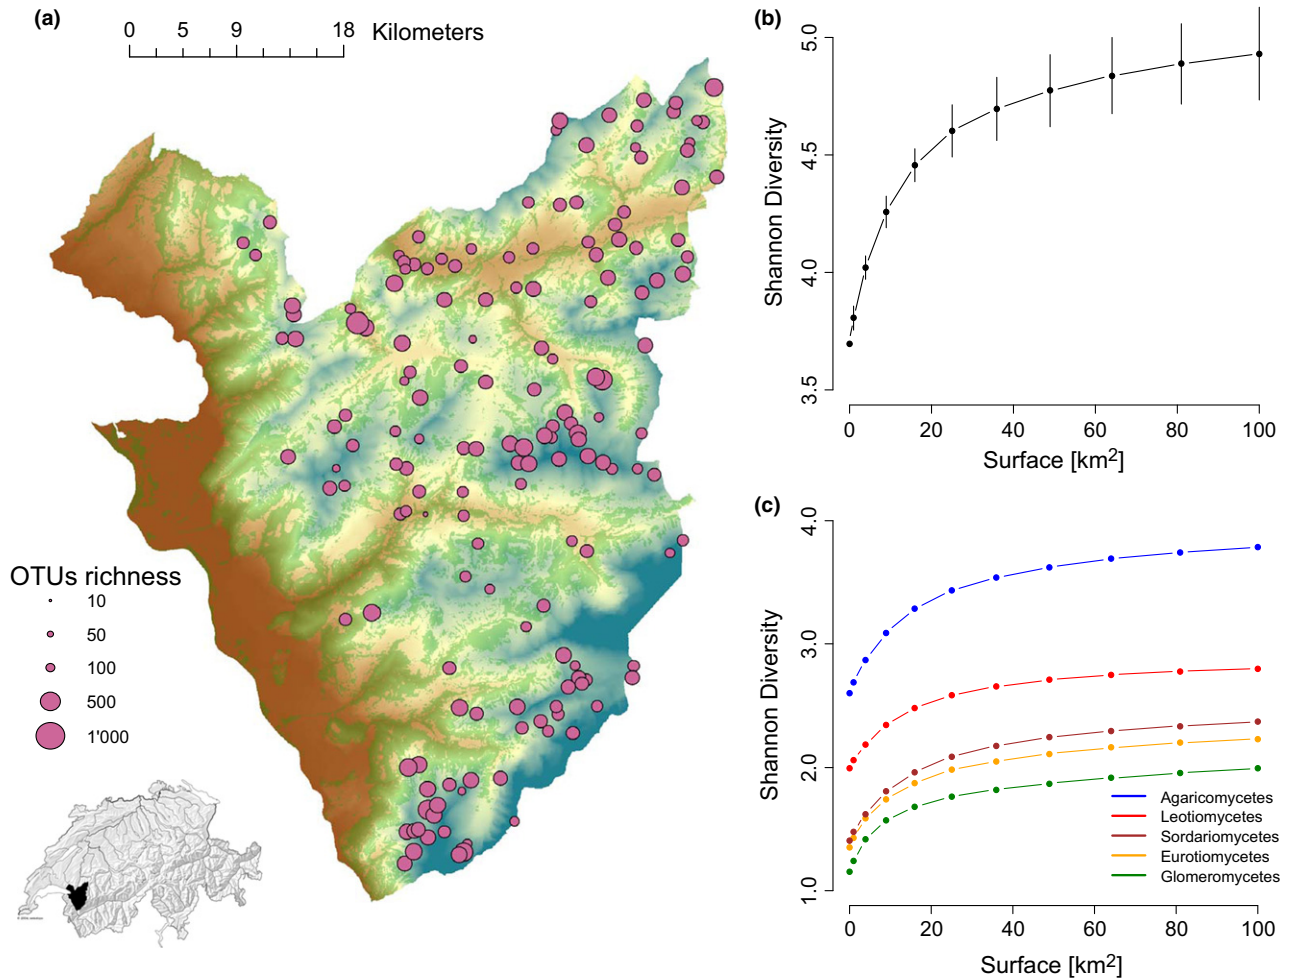 (a)
0 5 9 18 Kilometers
OTUs richness
10
50
100
500
1'000
(b)
Shannon Diversity
5.0
4.5
4.0
3.5
0 20 40 60 80 100
Surface [km²]
(c)
Shannon Diversity
4.0
3.0
2.0
1.0
Agaricomycetes
Leotiomycetes
Sordariomycetes
Eurotiomycetes
Glomeromycetes
0 20 40 60 80 100
Surface [km²]